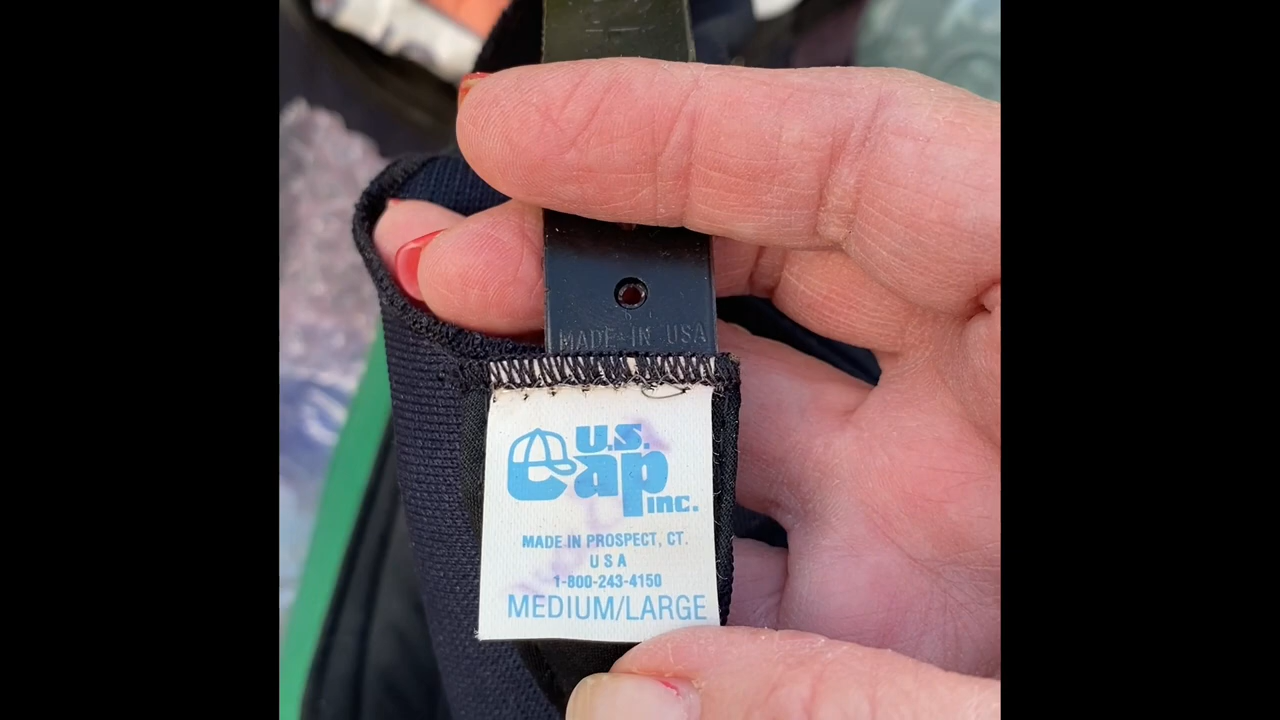 MADE IN USA
U.S.
cap
INC.
MADE IN PROSPECT, CT.
U S A
1-800-243-4150
MEDIUM/LARGE